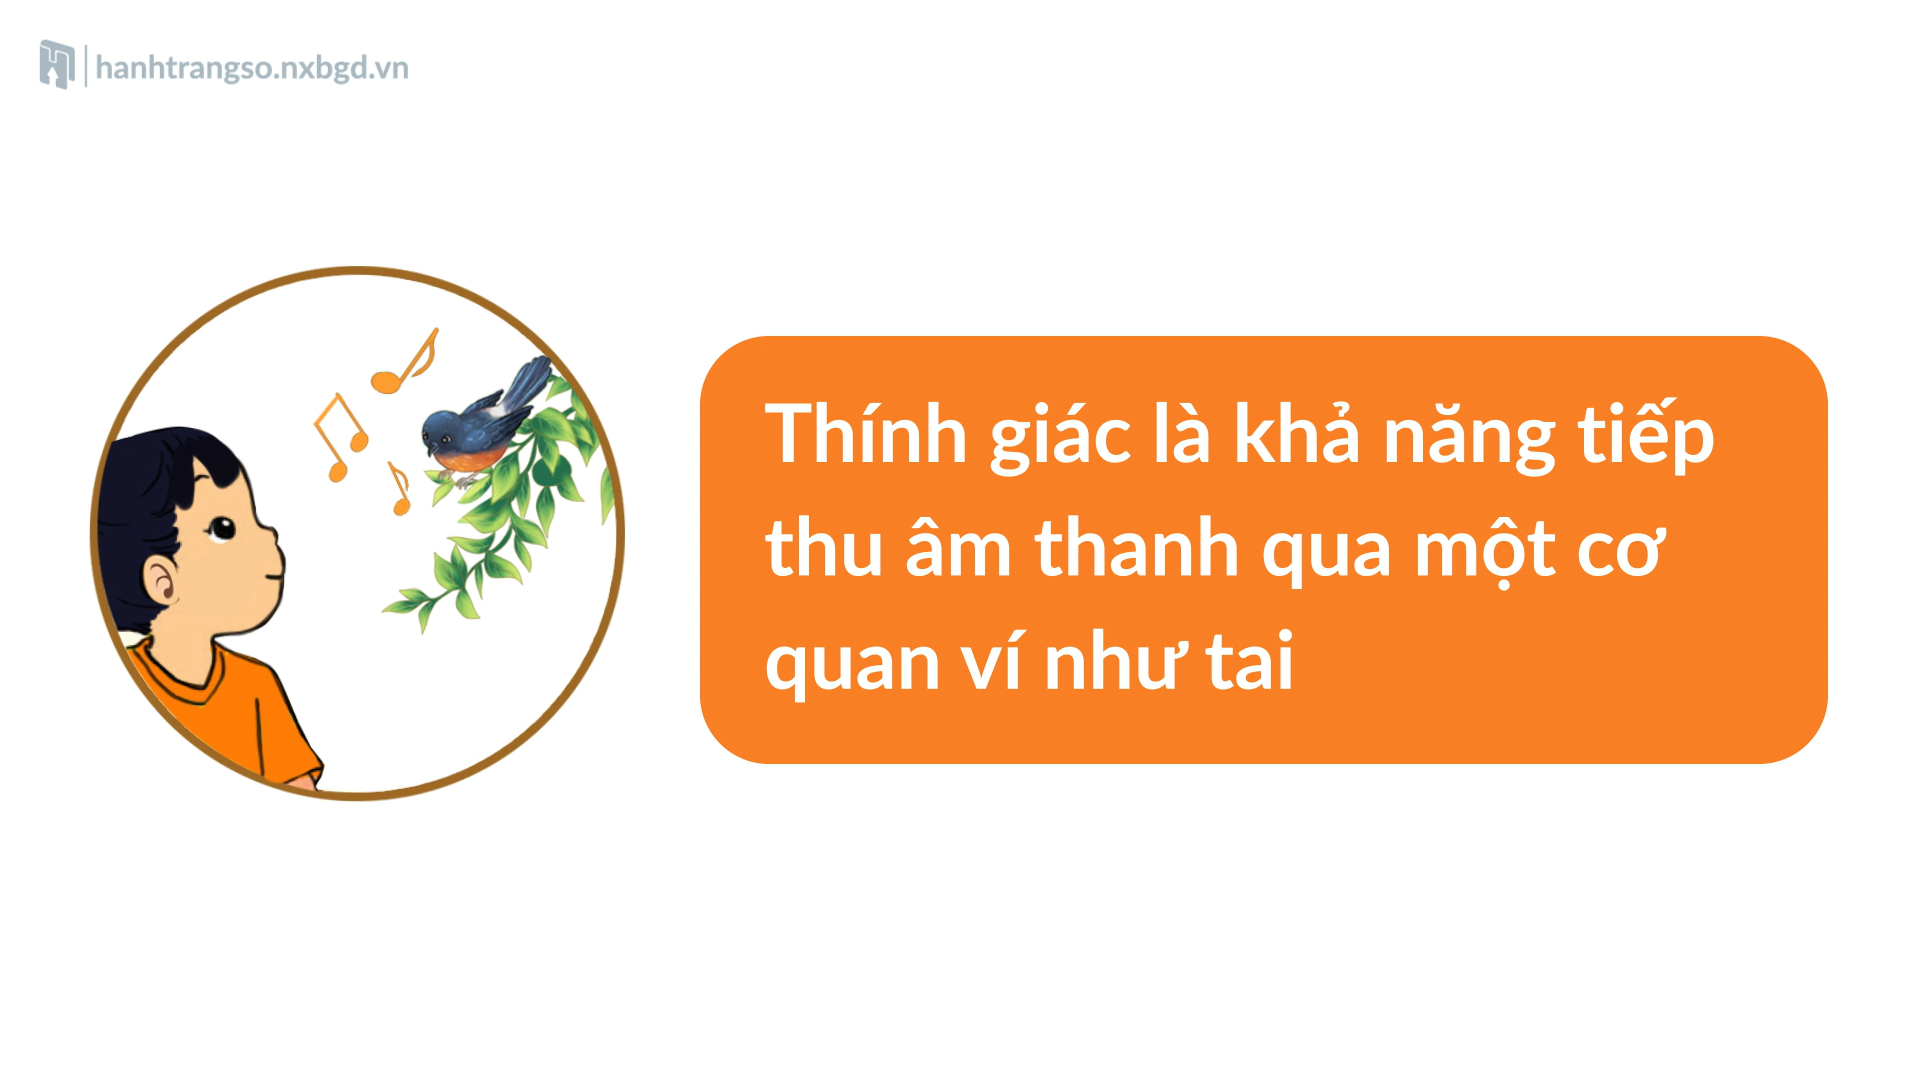 hanhtrangso.nxbgd.vn
Thính giác là khả năng tiếp
thu âm thanh qua một cơ
quan ví như tai